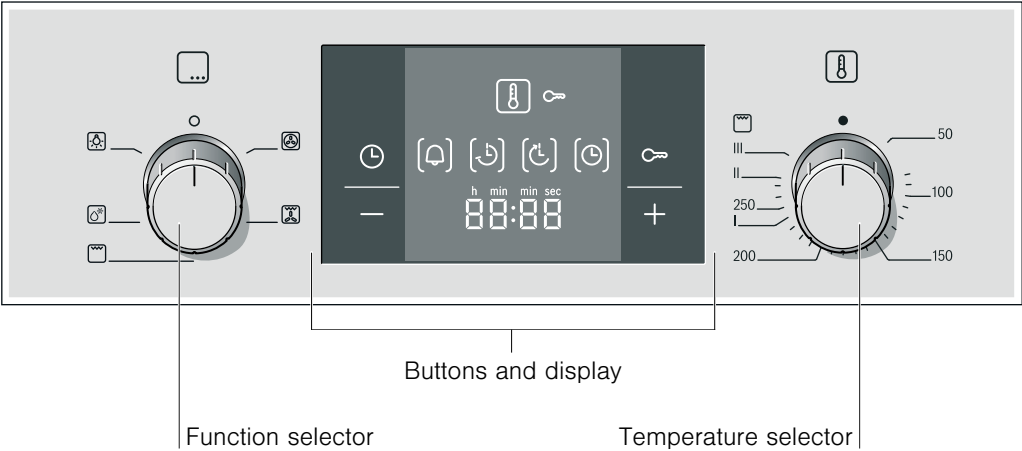 50
III
II
100
250
I
200
150
h min min sec
88:88
Buttons and display
Function selector
Temperature selector